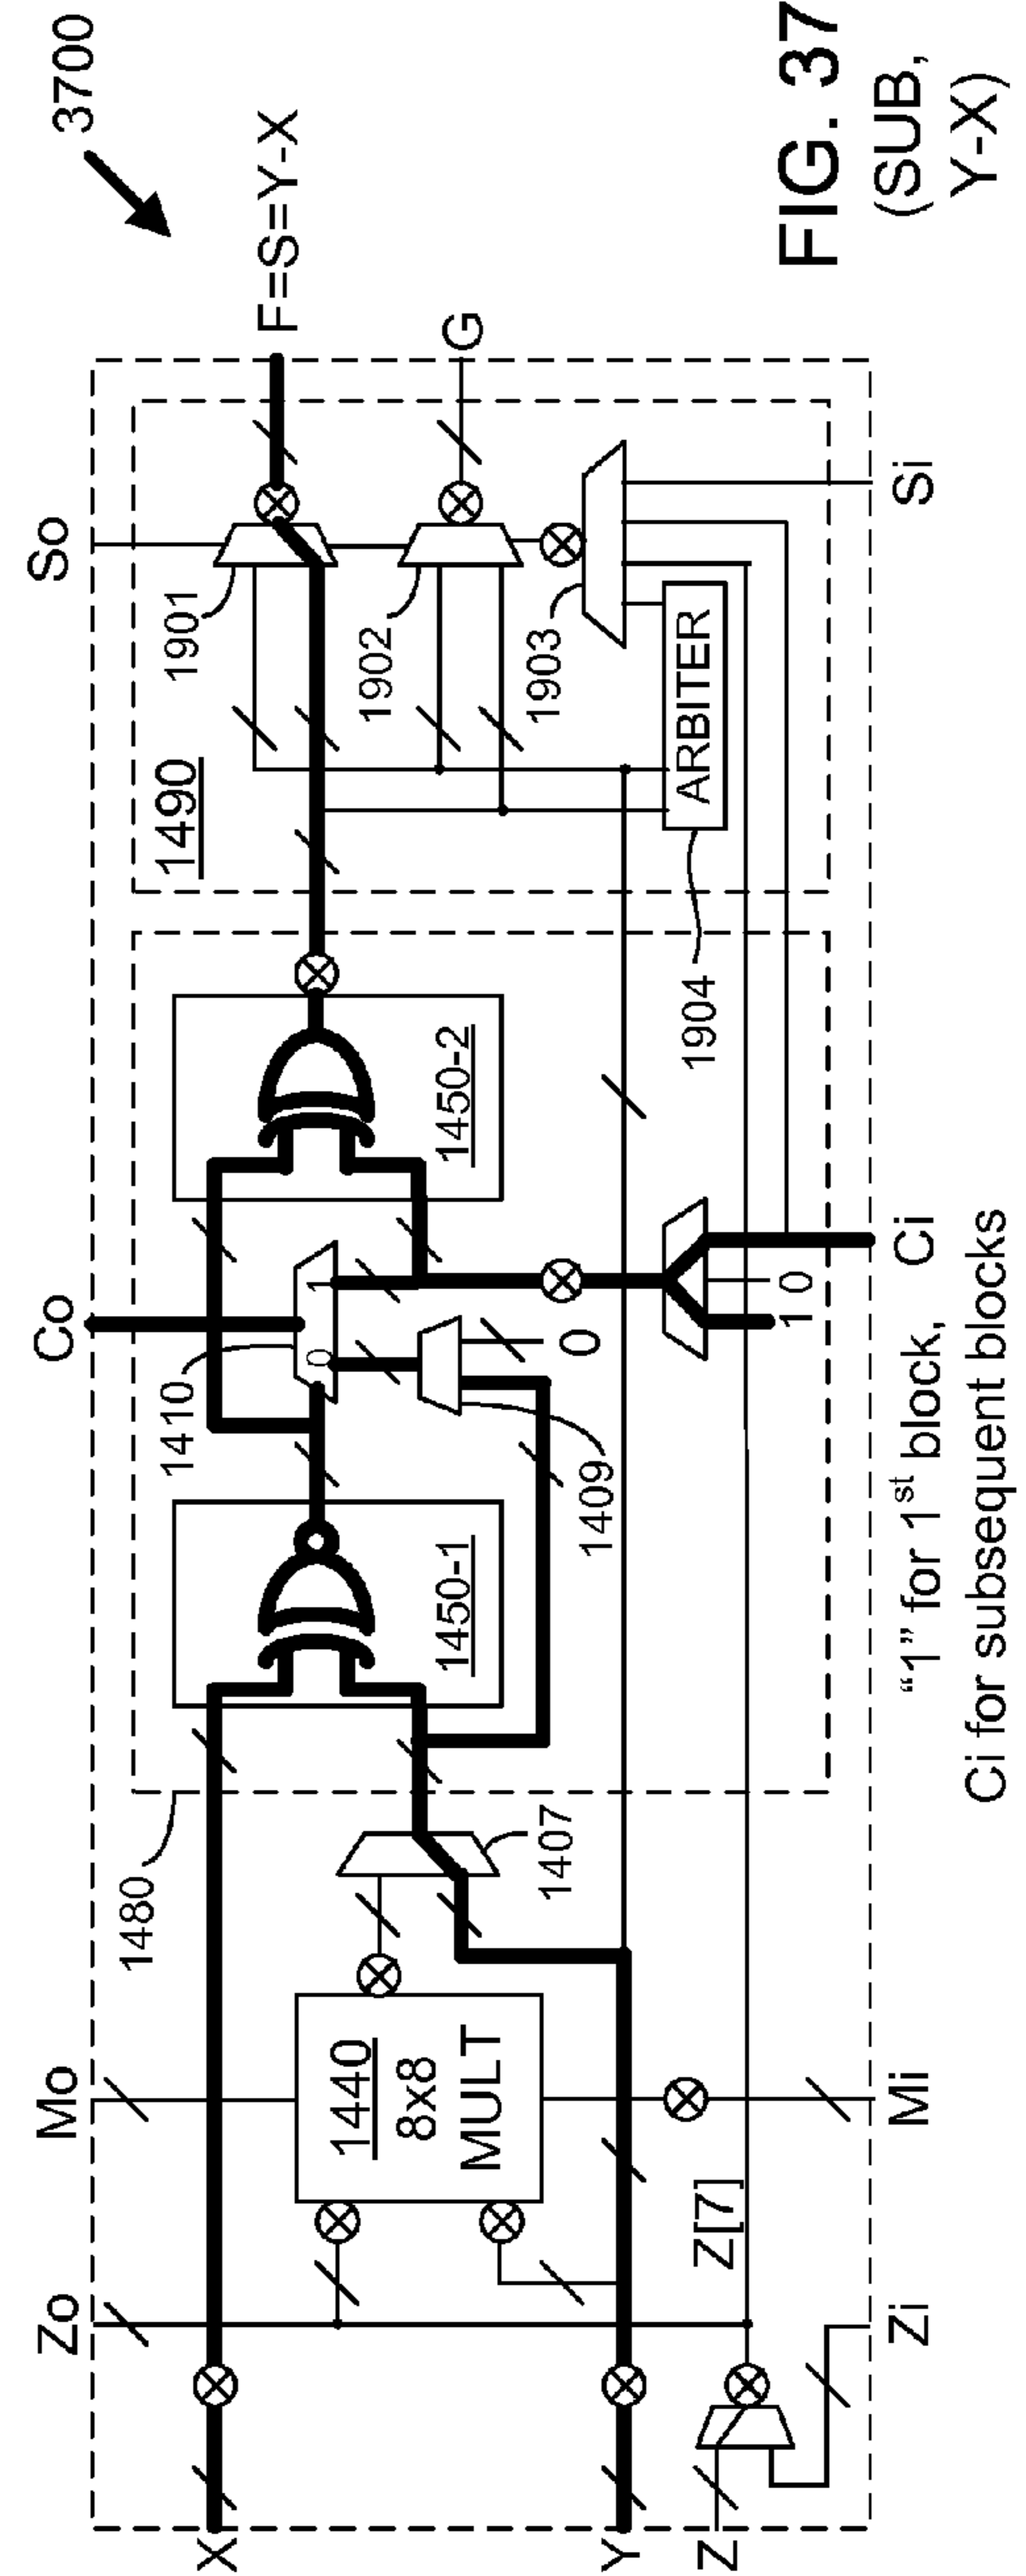 3700
Zo
Mo
Co
So
1480
1410
1490
1901
F=S=Y-X
X
1440
8x8
MULT
1450-1
0
1
1450-2
1902
G
1407
1409
0
1903
Y
Z[7]
1904
ARBITER
Z
1
0
Zi
Mi
Ci
Si
"1" for 1st block,
Ci for subsequent blocks
FIG. 37
(SUB,
Y-X)